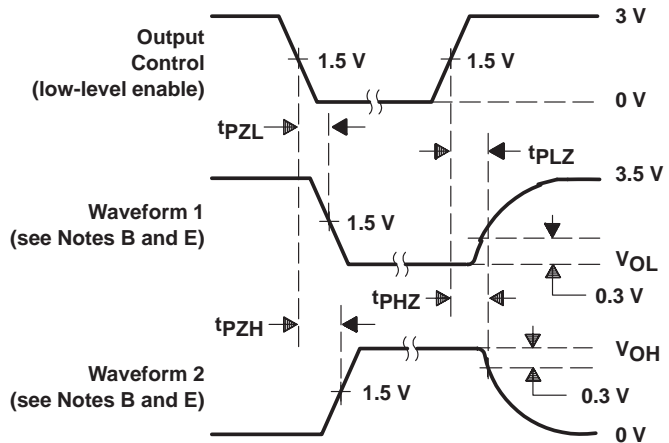 3 V
Output
Control
(low-level enable)
1.5 V
1.5 V
0 V
tPZL
tPLZ
3.5 V
Waveform 1
(see Notes B and E)
1.5 V
VOL
0.3 V
tPHZ
tPZH
VOH
Waveform 2
(see Notes B and E)
1.5 V
0.3 V
0 V